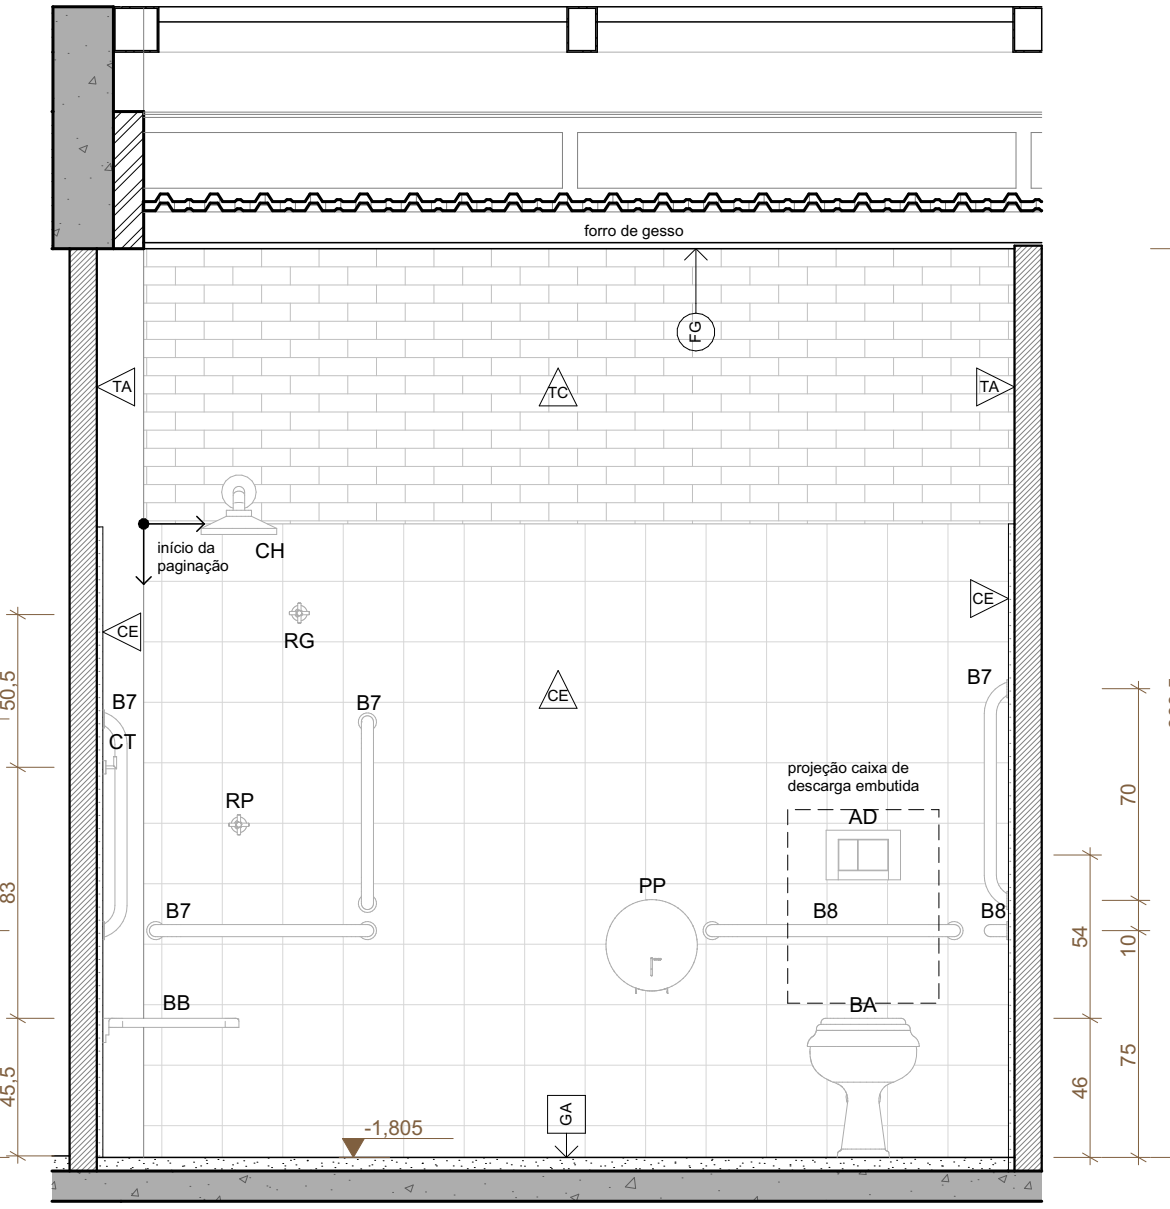 forro de gesso
FG
TA
TC
TA
início da
paginação
CH
CE
CE
RG
CE
B7
B7
B7
CT
projeção caixa de
descarga embutida
RP
AD
PP
B7
B8
B8
BB
BA
GA
-1,805
50,5
83
45,5
70
54
10
75
46